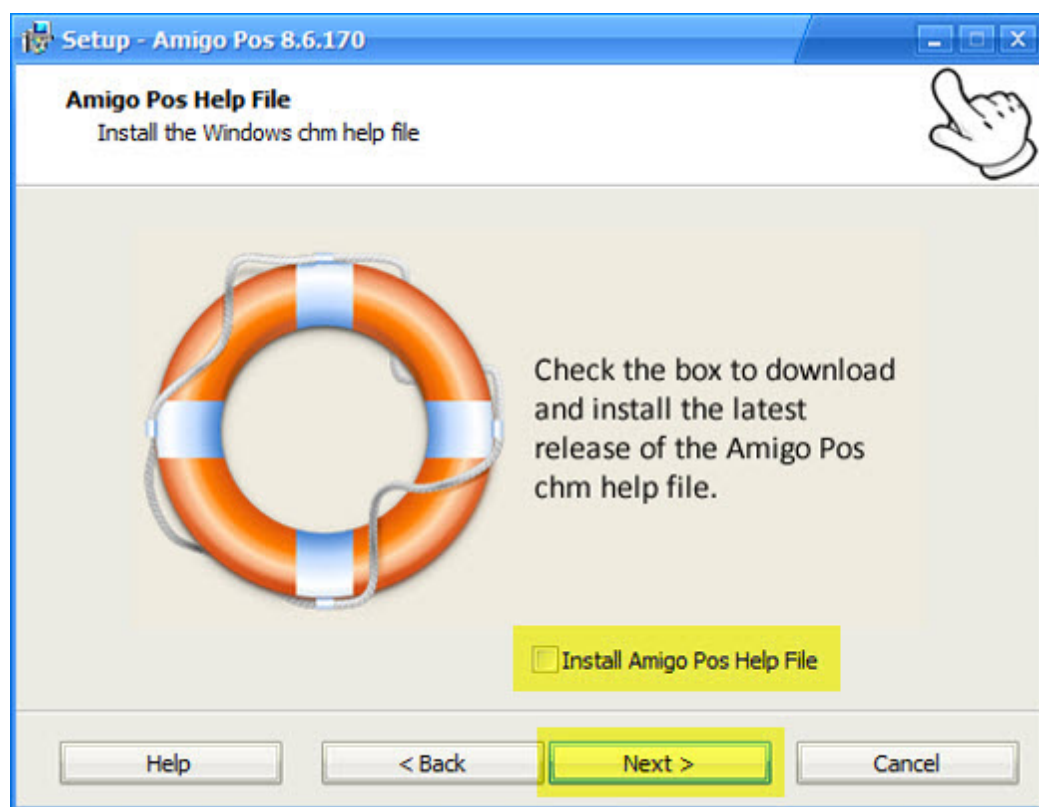 Setup - Amigo Pos 8.6.170
Amigo Pos Help File
Install the Windows chm help file
Check the box to download
and install the latest
release of the Amigo Pos
chm help file.
Install Amigo Pos Help File
Help < Back Next > Cancel